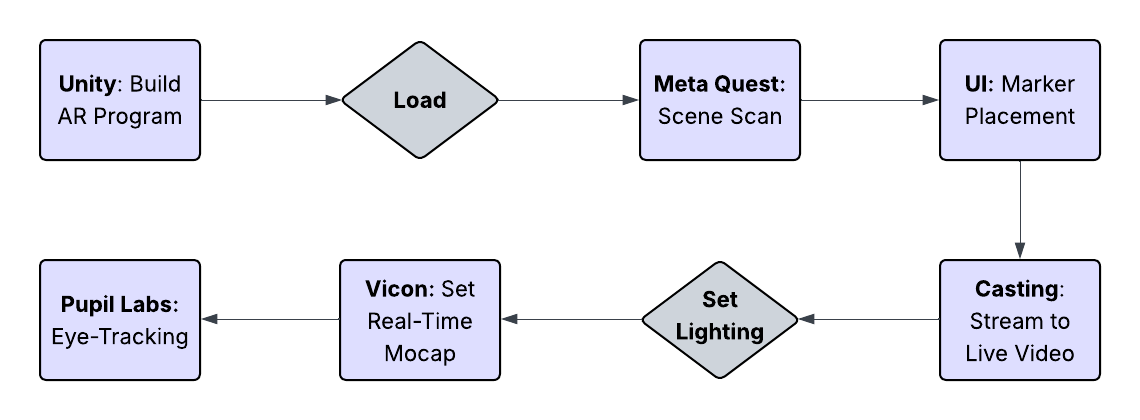 Unity: Build
AR Program
Load
Meta Quest:
Scene Scan
UI: Marker
Placement
Casting:
Stream to
Live Video
Set
Lighting
Vicon: Set
Real-Time
Mocap
Pupil Labs:
Eye-Tracking